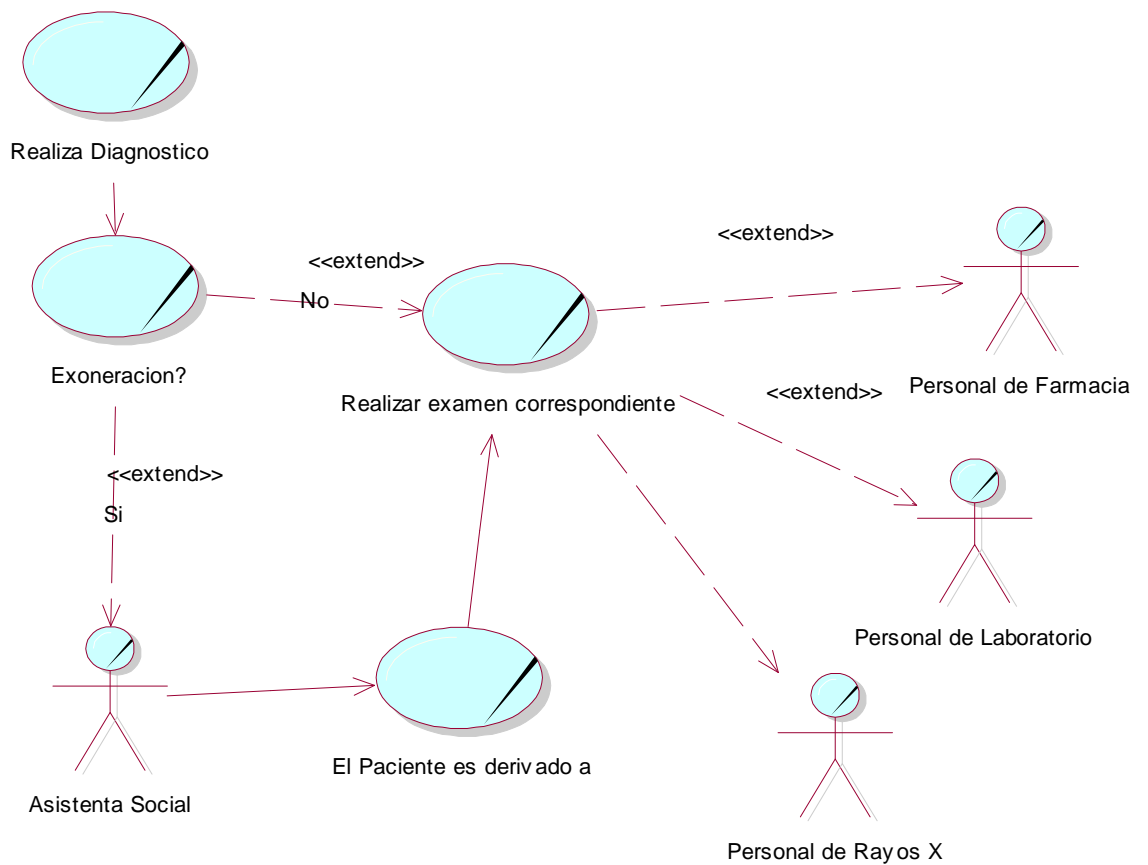 Realiza Diagnostico
<<extend>>
<<extend>>
No
Exoneracion?
Personal de Farmacia
Realizar examen correspondiente
<<extend>>
<<extend>>
Si
Personal de Laboratorio
El Paciente es derivado a
Asistenta Social
Personal de Rayos X